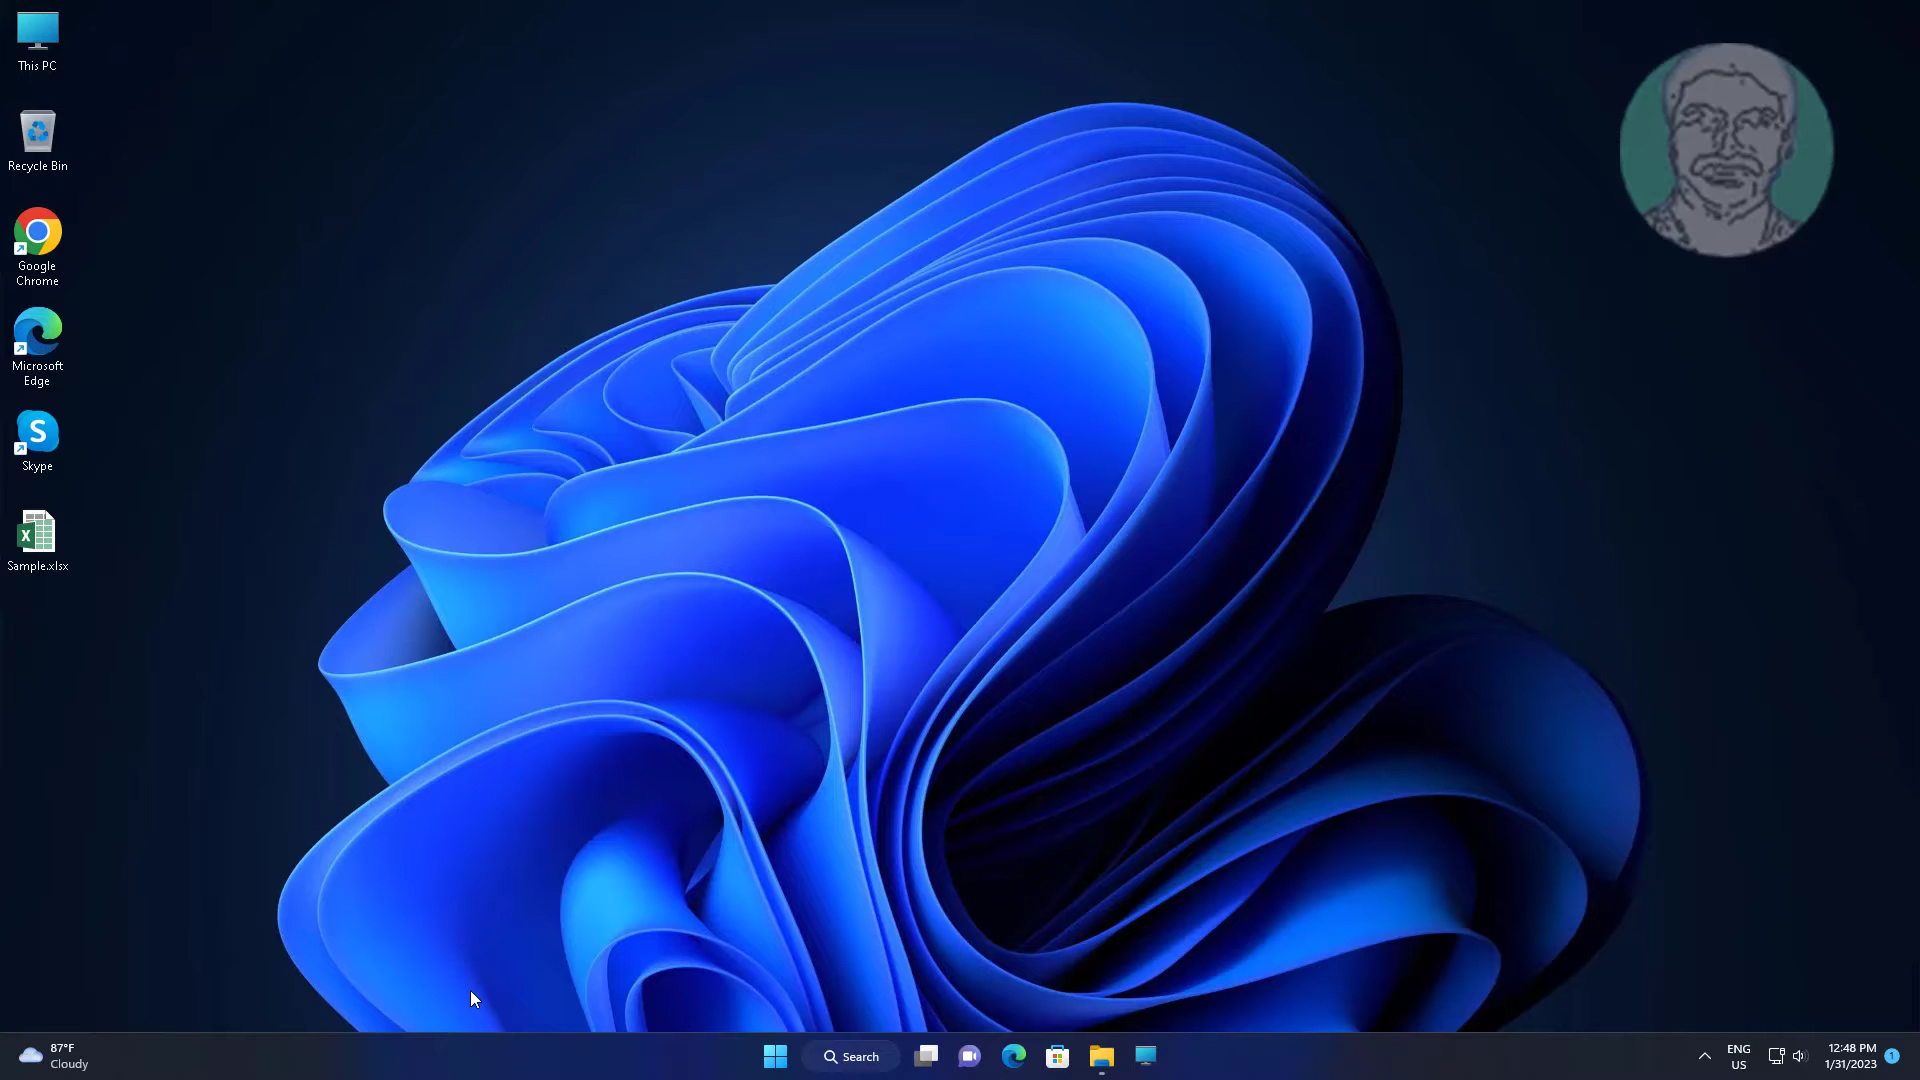 This PC
Recycle Bin
Google
Chrome
Microsoft
Edge
S
Skype
X
Sample.xlsx
87°F
Cloudy
Search
ENG
US
12:48 PM
1/31/2023
1